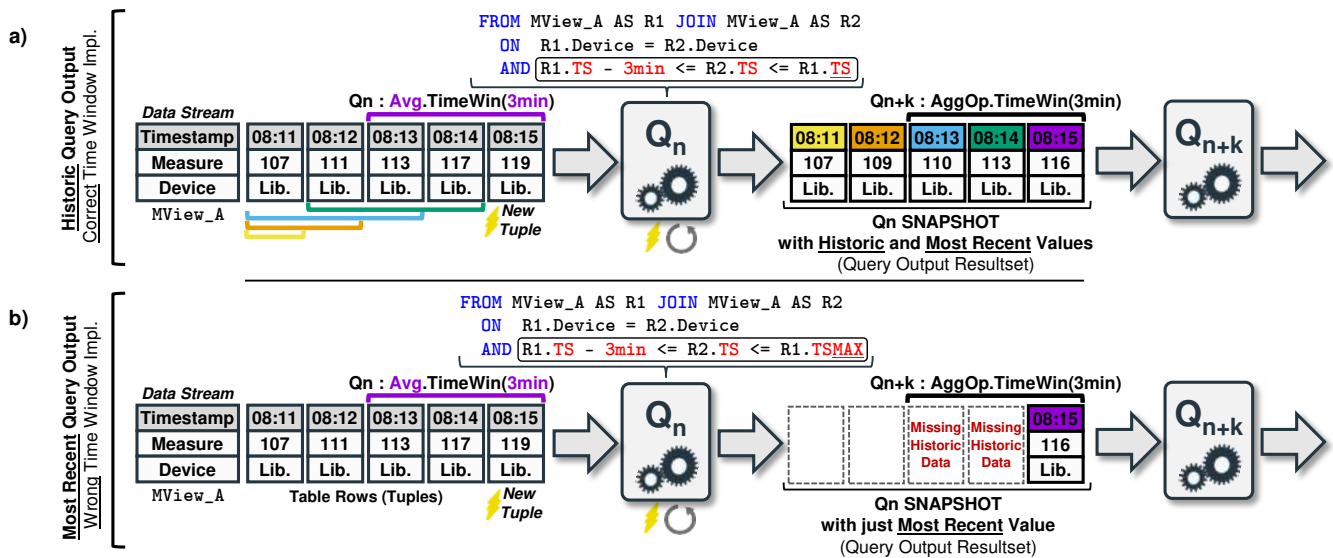 a)
Historic Query Output
Correct Time Window Impl.
FROM MView_A AS R1 JOIN MView_A AS R2
ON R1.Device = R2.Device
AND R1.TS - 3min <= R2.TS <= R1.TS
Data Stream
Qn : Avg.TimeWin(3min)
Timestamp 08:11 08:12 08:13 08:14 08:15
Measure 107 111 113 117 119
Device Lib. Lib. Lib. Lib. Lib.
MView_A
New
Tuple
Qn
Qn+k : AggOp.TimeWin(3min)
08:11 08:12 08:13 08:14 08:15
107 109 110 113 116
Lib. Lib. Lib. Lib. Lib.
Qn SNAPSHOT
with Historic and Most Recent Values
(Query Output Resultset)
Qn+k
b)
Most Recent Query Output
Wrong Time Window Impl.
FROM MView_A AS R1 JOIN MView_A AS R2
ON R1.Device = R2.Device
AND R1.TS - 3min <= R2.TS <= R1.TSMAX
Data Stream
Qn : Avg.TimeWin(3min)
Timestamp 08:11 08:12 08:13 08:14 08:15
Measure 107 111 113 117 119
Device Lib. Lib. Lib. Lib. Lib.
MView_A
Table Rows (Tuples)
New
Tuple
Qn
Qn+k : AggOp.TimeWin(3min)
Missing
Historic
Data
Missing
Historic
Data
08:15
116
Lib.
Qn SNAPSHOT
with just Most Recent Value
(Query Output Resultset)
Qn+k